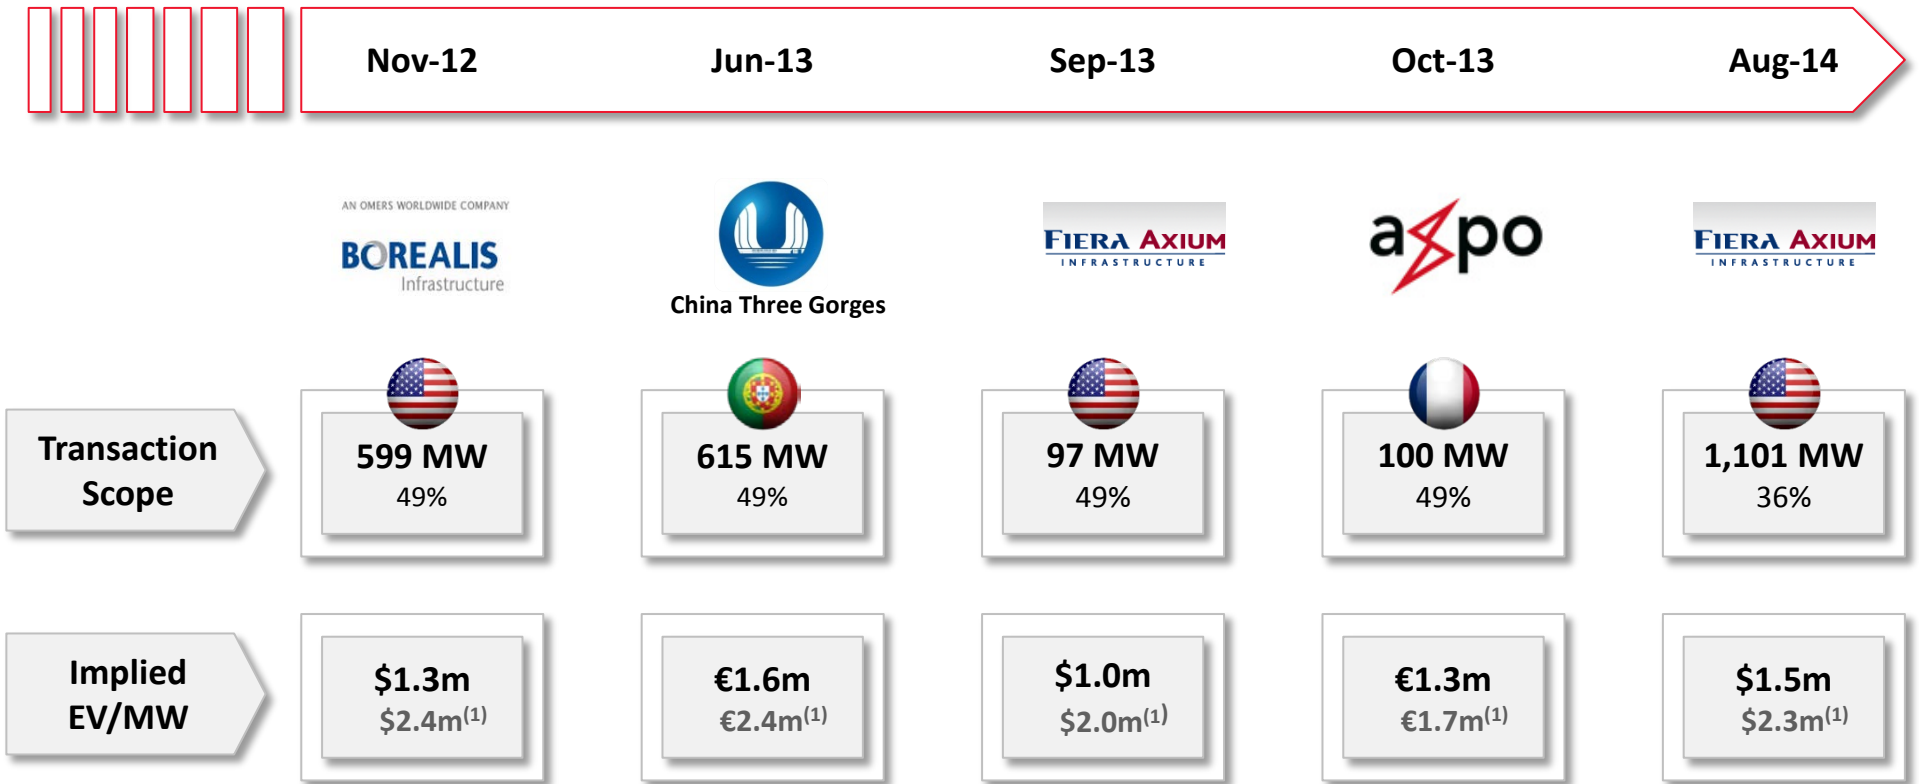 Nov-12 Jun-13 Sep-13 Oct-13 Aug-14
AN OMERS WORLDWIDE COMPANY
BOREALIS
Infrastructure
China Three Gorges
FIERA AXIUM
INFRASTRUCTURE
axpo
FIERA AXIUM
INFRASTRUCTURE
Transaction
Scope
599 MW
49%
615 MW
49%
97 MW
49%
100 MW
49%
1,101 MW
36%
Implied
EV/MW
$1.3m
$2.4m(1)
€1.6m
€2.4m(1)
$1.0m
$2.0m(1)
€1.3m
€1.7m(1)
$1.5m
$2.3m(1)